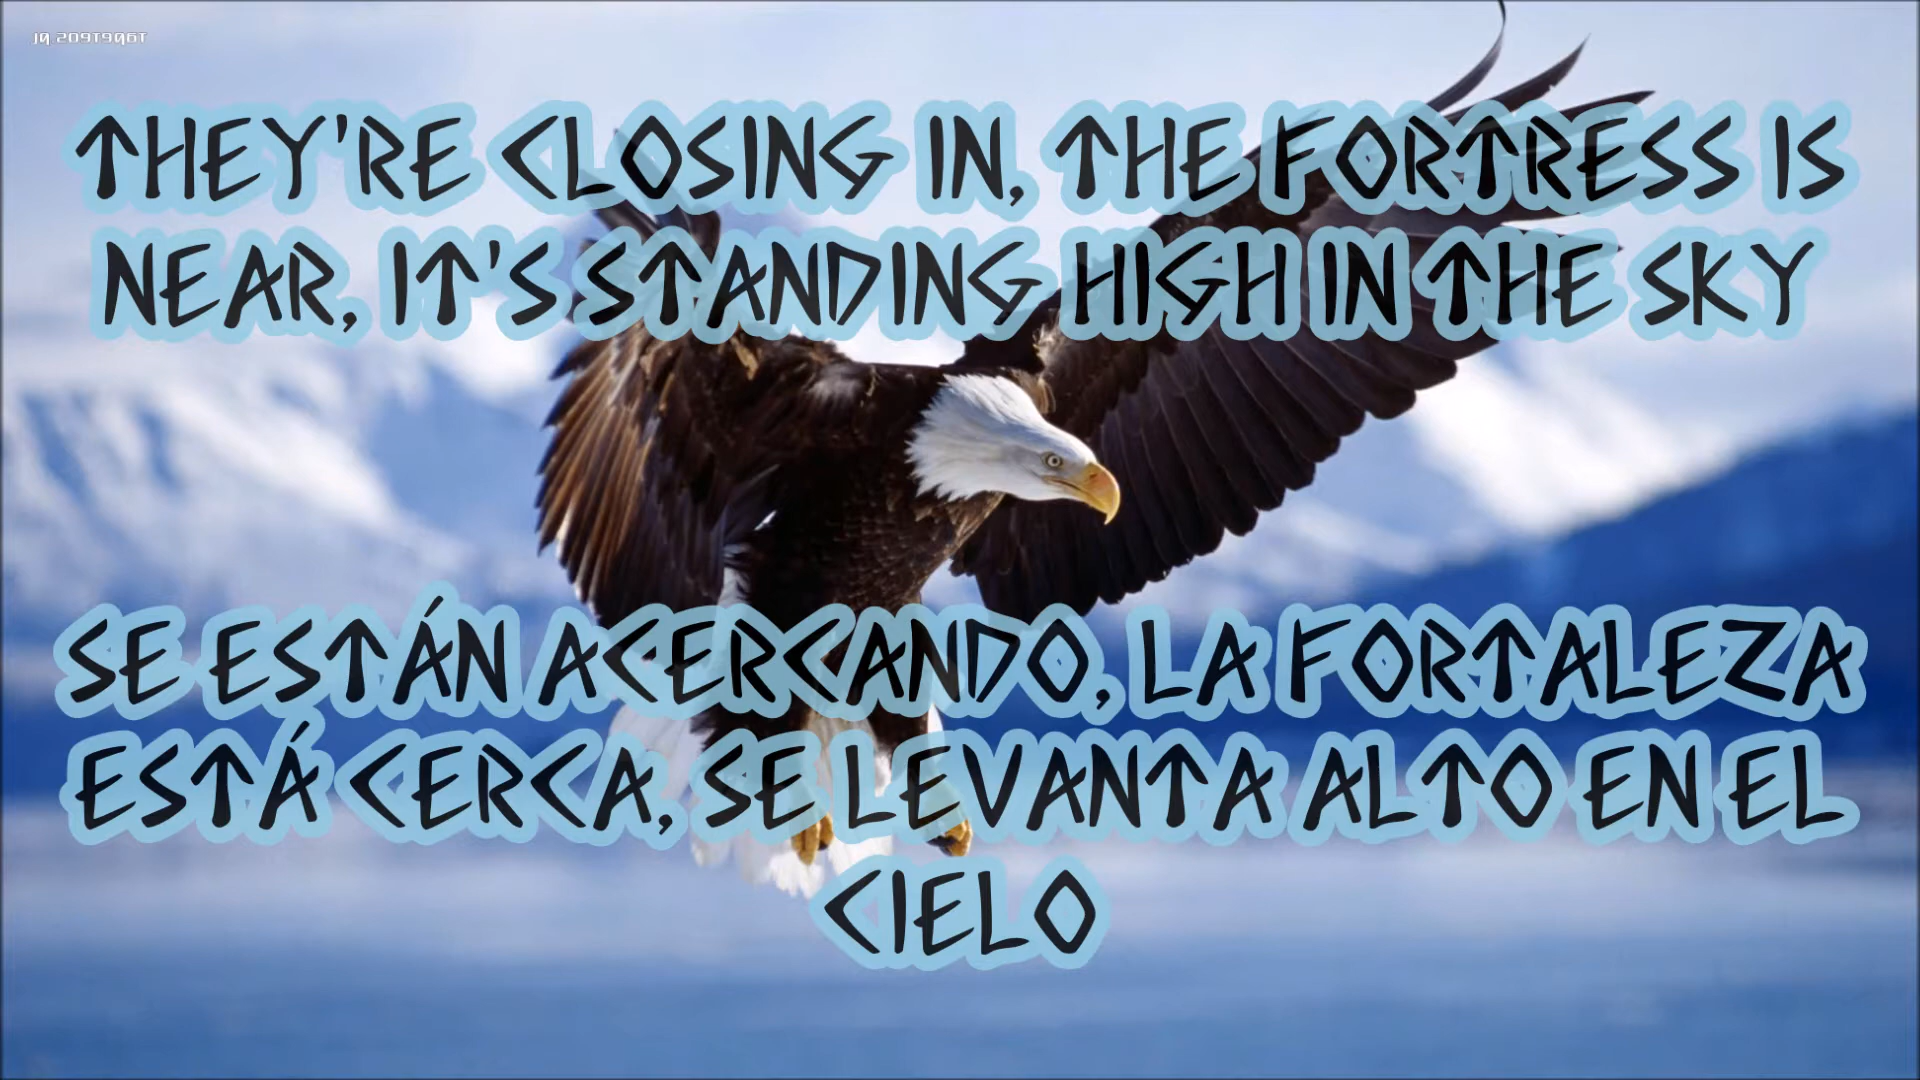 THEY'RE CLOSING IN, THE FORTRESS IS
NEAR, IT'S STANDING HIGH IN THE SKY
SE ESTÁN ACERCANDO, LA FORTALEZA
ESTÁ CERCA, SE LEVANTA ALTO EN EL
CIELO